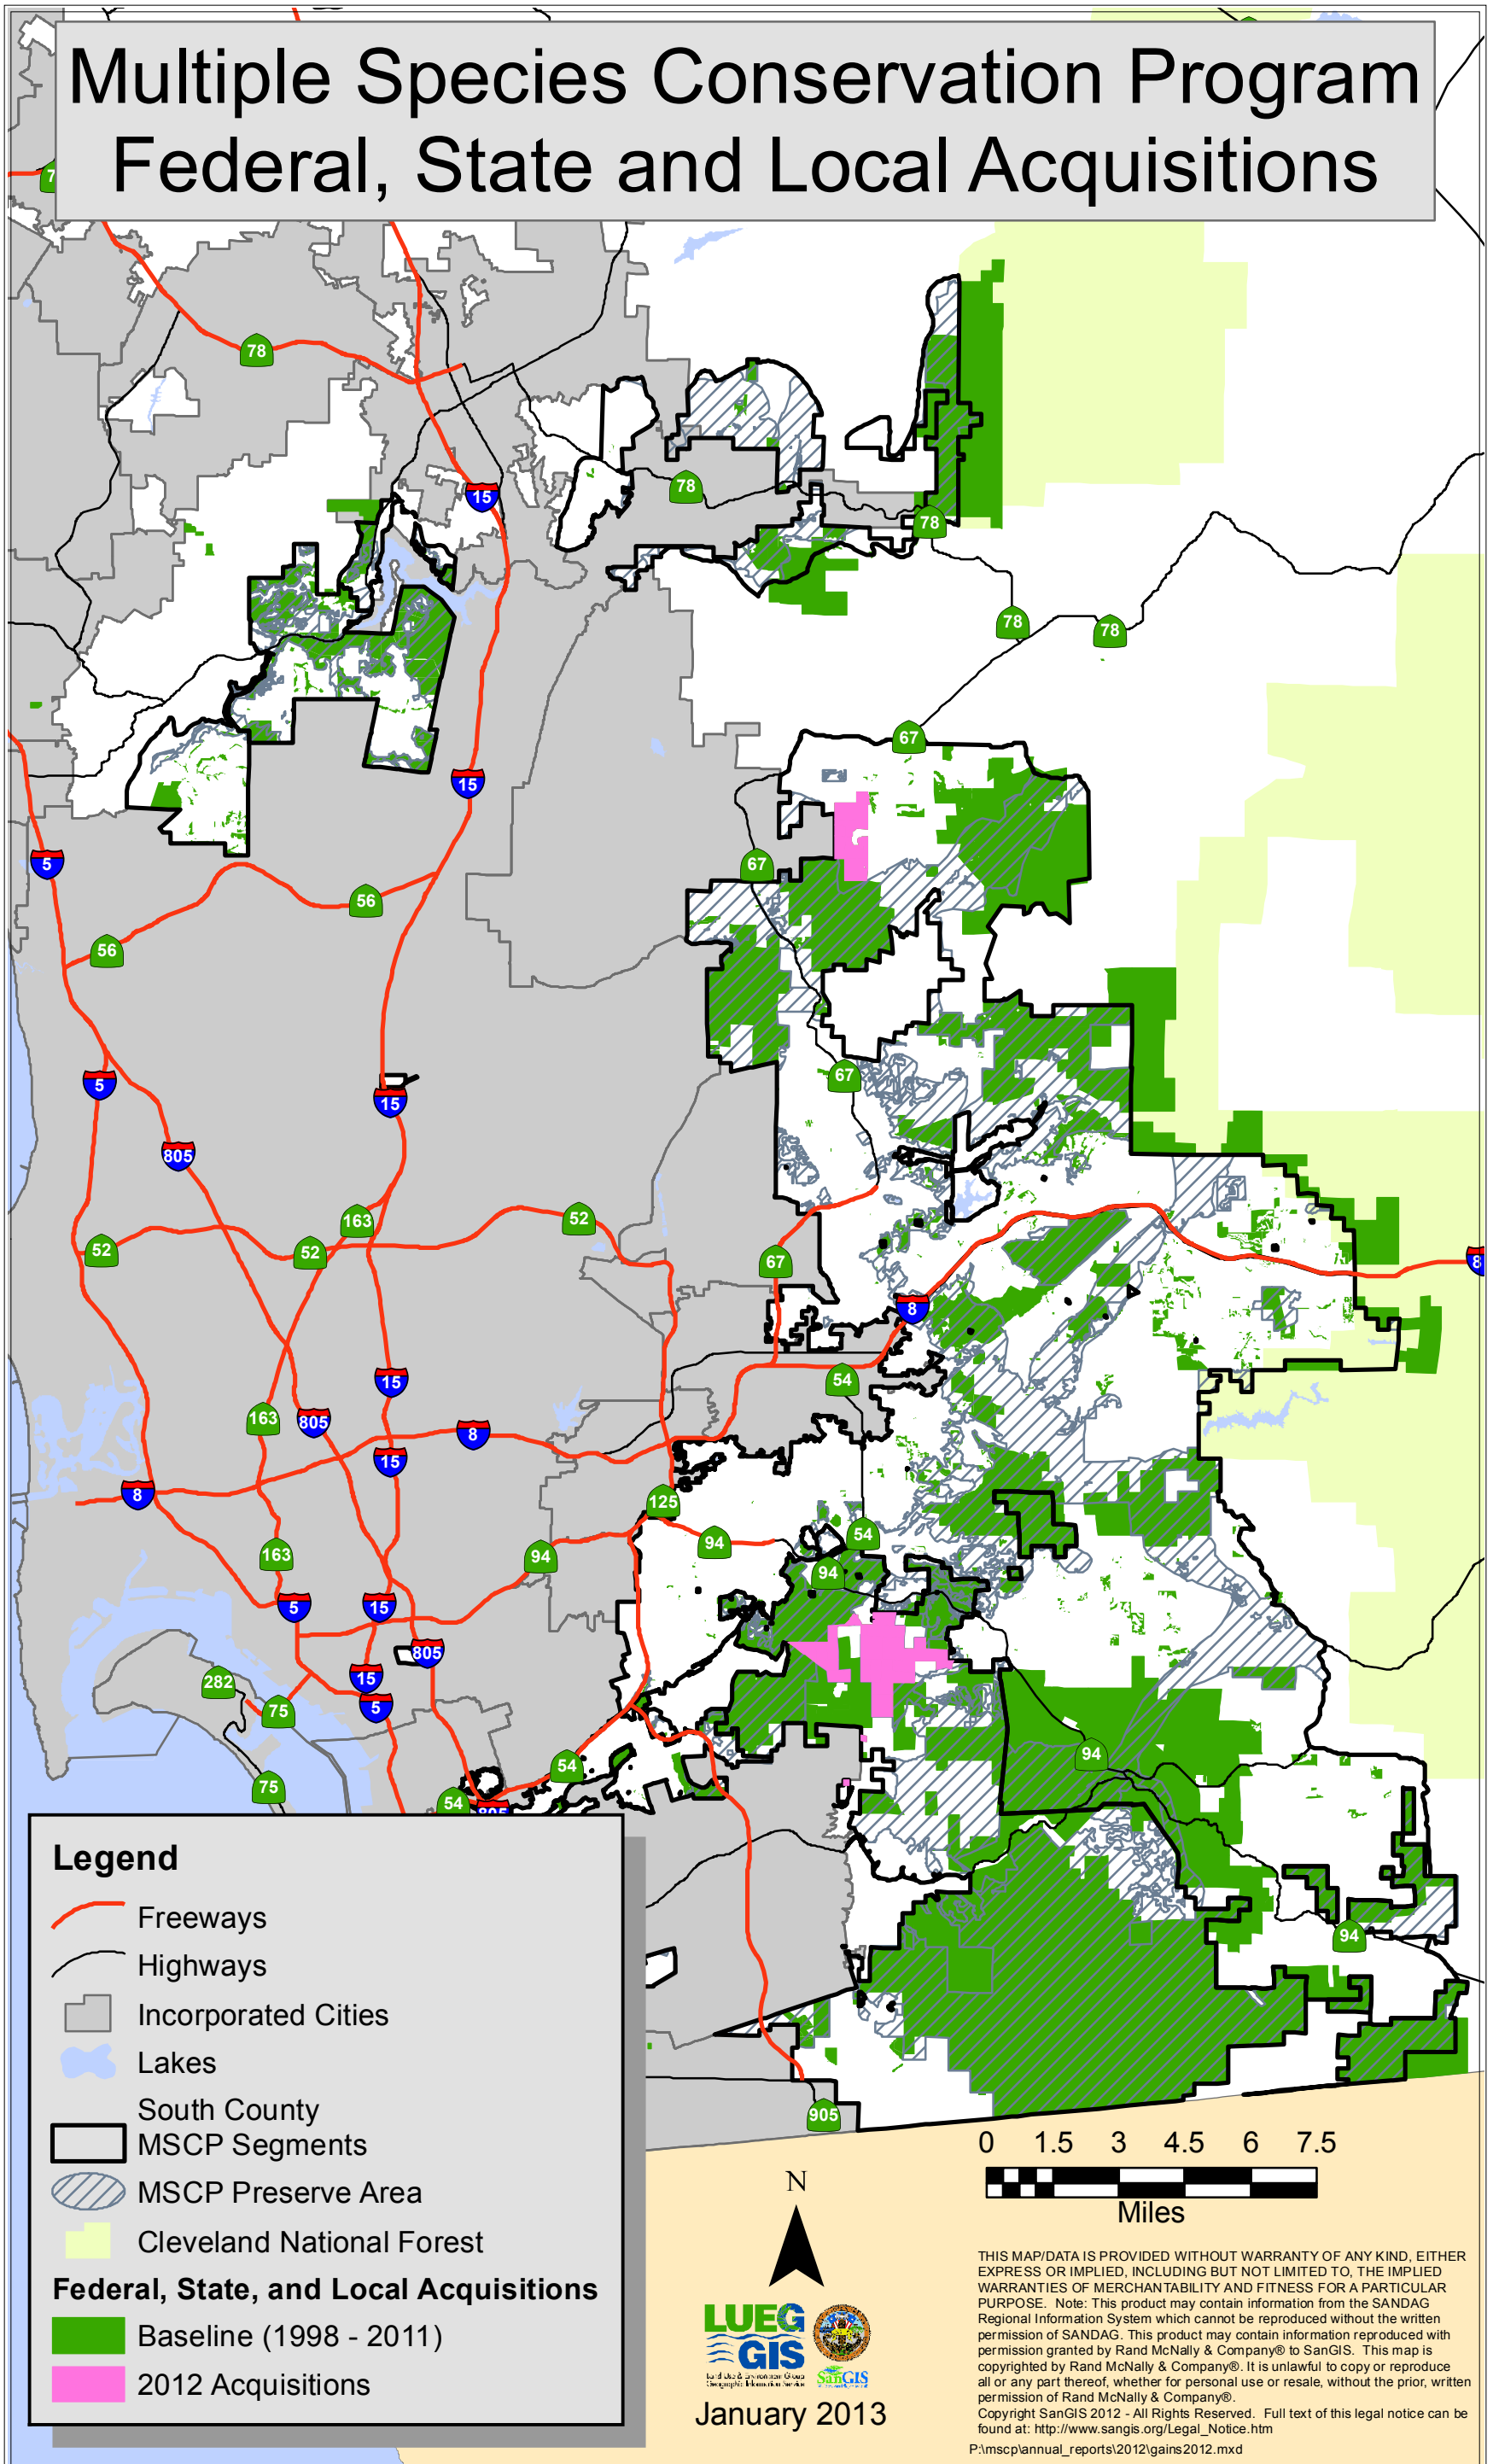 Multiple Species Conservation Program
Federal, State and Local Acquisitions
78
15
78
78
78
78
67
15
67
5
56
56
67
5
15
805
163
52
52
52
67
8
8
54
15
163
805
8
15
8
125
94
54
94
94
163
5
15
805
15
282
75
5
94
54
75
54
805
94
905
Legend
Freeways
Highways
Incorporated Cities
Lakes
South County
MSCP Segments
MSCP Preserve Area
Cleveland National Forest
Federal, State, and Local Acquisitions
Baseline (1998 - 2011)
2012 Acquisitions
N
LUEG
GIS
Land Use & Environment Group
Geographic Information Service
SanGIS
January 2013
0 1.5 3 4.5 6 7.5
Miles
THIS MAP/DATA IS PROVIDED WITHOUT WARRANTY OF ANY KIND, EITHER
EXPRESS OR IMPLIED, INCLUDING BUT NOT LIMITED TO, THE IMPLIED
WARRANTIES OF MERCHANTABILITY AND FITNESS FOR A PARTICULAR
PURPOSE. Note: This product may contain information from the SANDAG
Regional Information System which cannot be reproduced without the written
permission of SANDAG. This product may contain information reproduced with
permission granted by Rand McNally & Company® to SanGIS. This map is
copyrighted by Rand McNally & Company®. It is unlawful to copy or reproduce
all or any part thereof, whether for personal use or resale, without the prior, written
permission of Rand McNally & Company®.
Copyright SanGIS 2012 - All Rights Reserved. Full text of this legal notice can be
found at: http://www.sangis.org/Legal_Notice.htm
P:\mscp\annual_reports\2012\gains2012.mxd